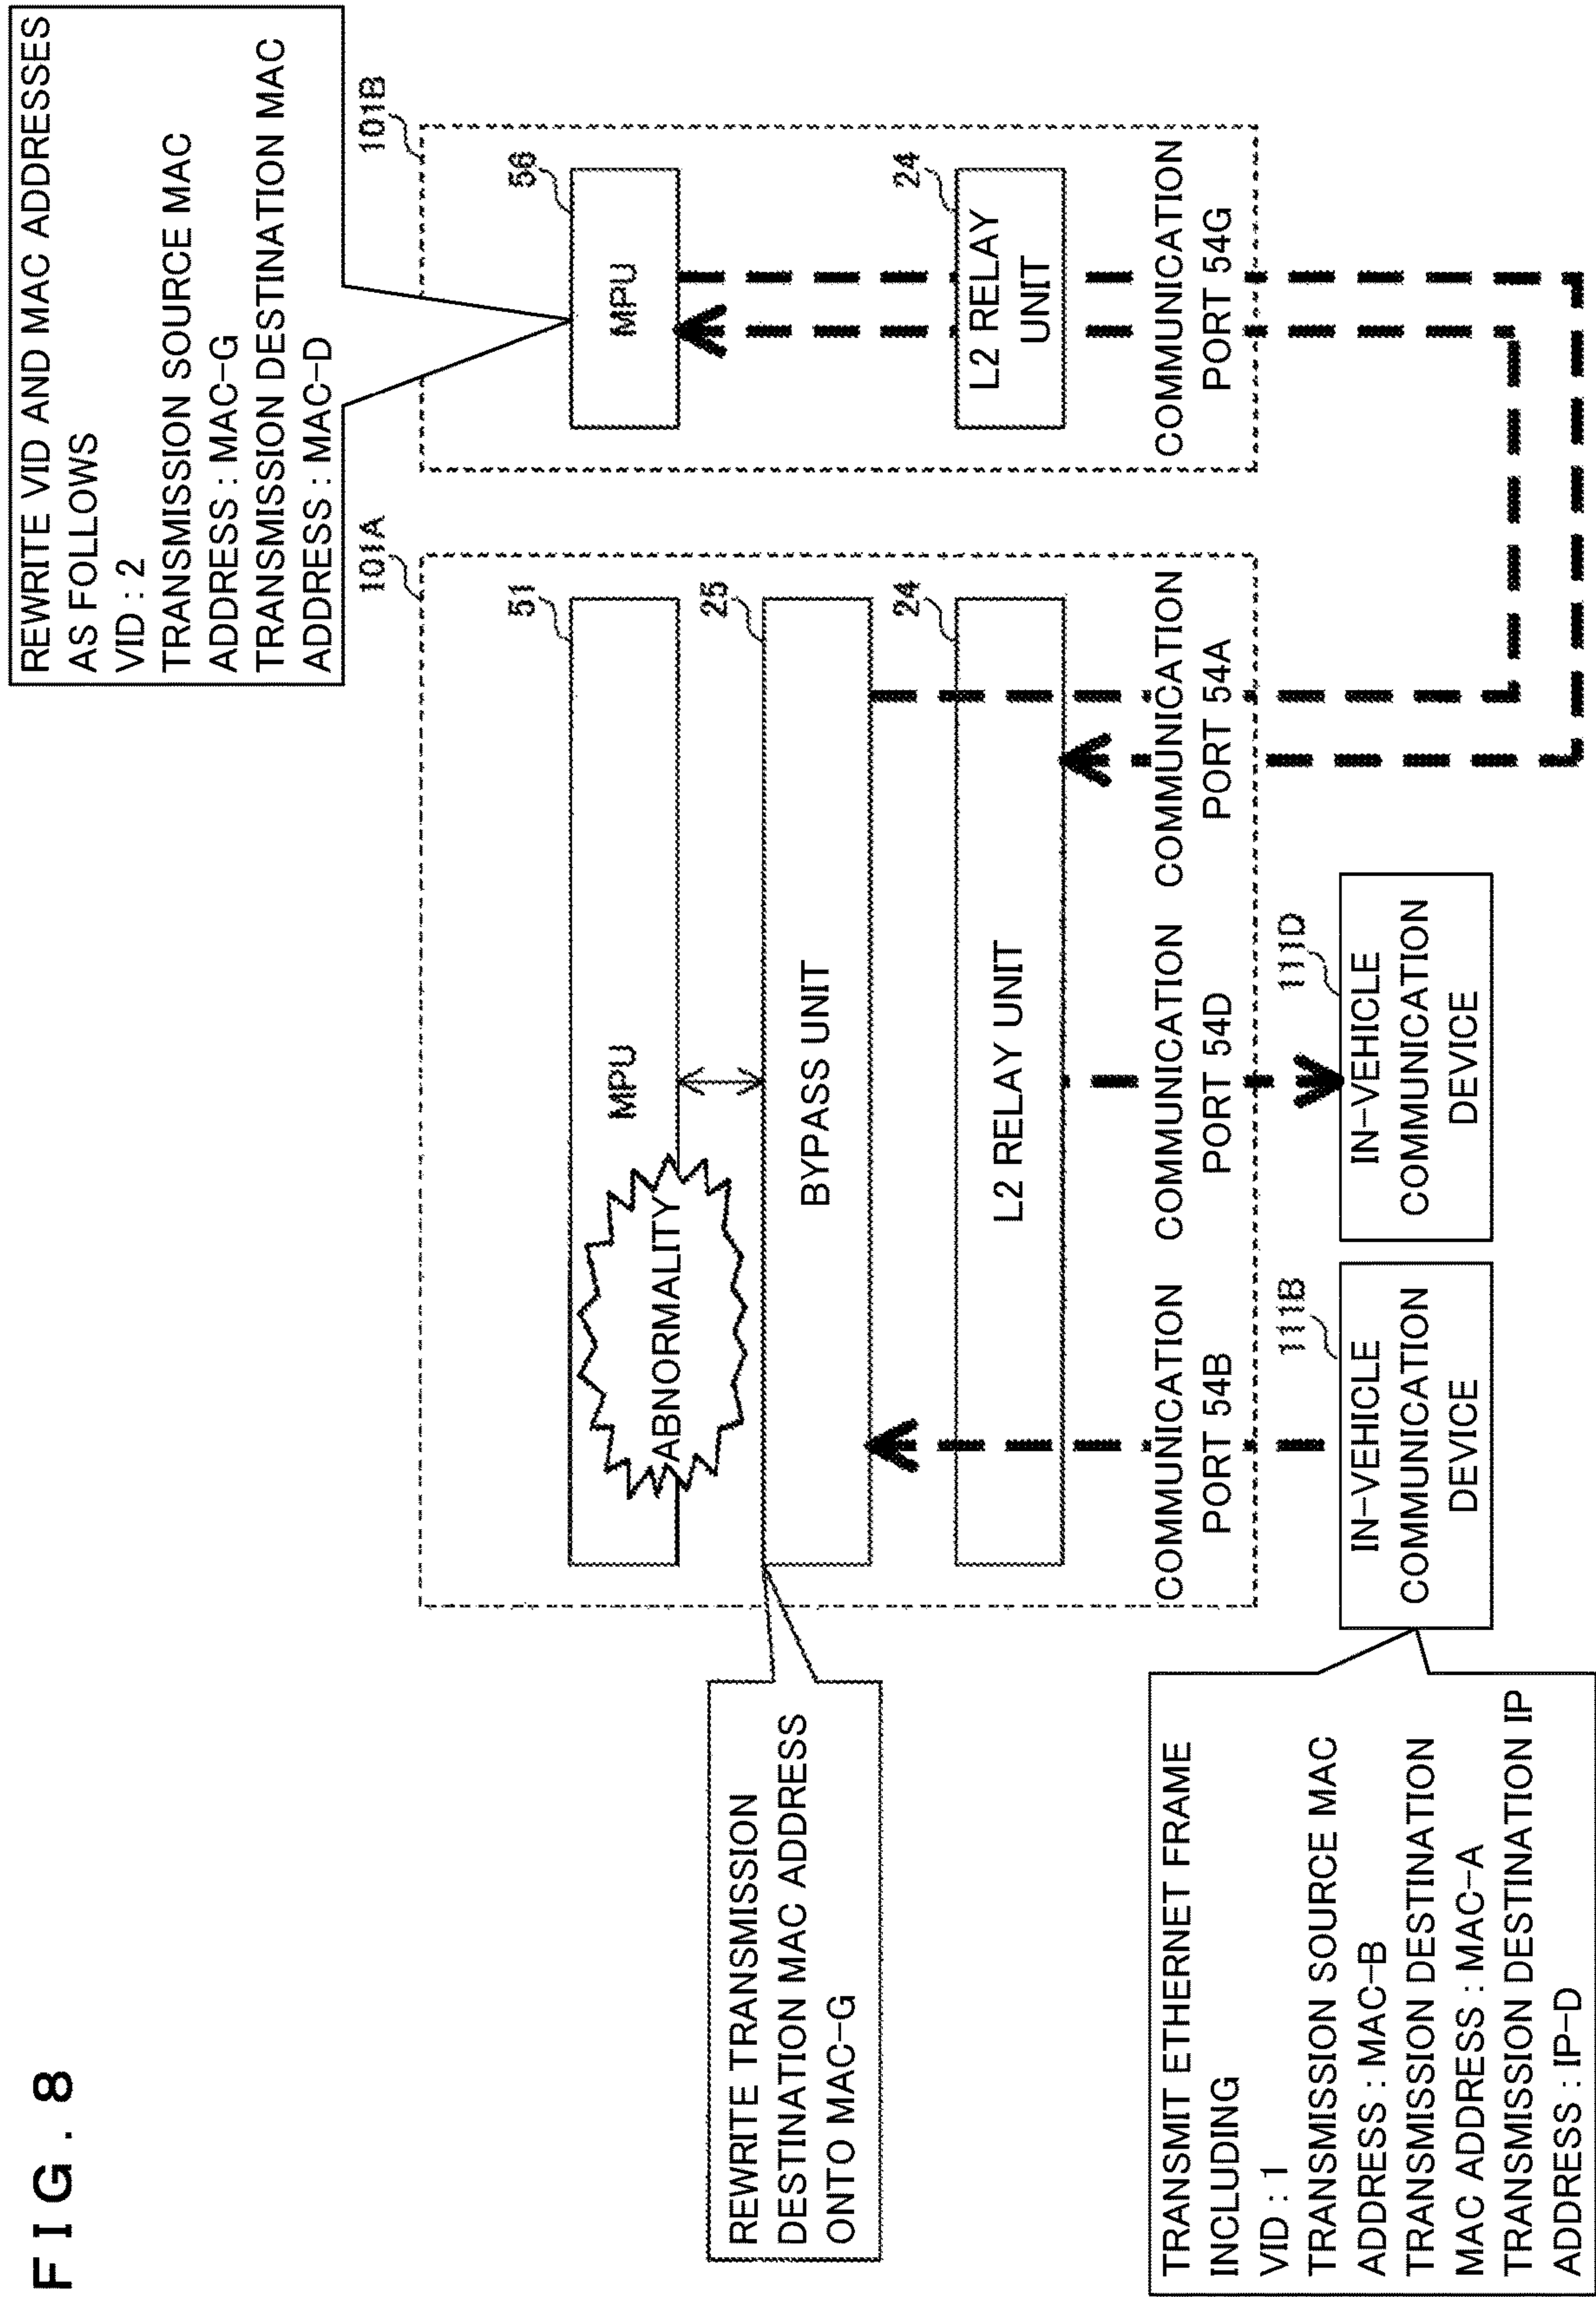 FIG. 8
REWRITE VID AND MAC ADDRESSES
AS FOLLOWS
VID : 2
TRANSMISSION SOURCE MAC
ADDRESS : MAC-G
TRANSMISSION DESTINATION MAC
ADDRESS : MAC-D
101A
101B
51
MPU
ABNORMALITY
56
MPU
REWRITE TRANSMISSION
DESTINATION MAC ADDRESS
ONTO MAC-G
25
BYPASS UNIT
24
L2 RELAY UNIT
24
L2 RELAY
UNIT
COMMUNICATION
PORT 54B
COMMUNICATION
PORT 54D
COMMUNICATION
PORT 54A
COMMUNICATION
PORT 54G
111B
IN-VEHICLE
COMMUNICATION
DEVICE
111D
IN-VEHICLE
COMMUNICATION
DEVICE
TRANSMIT ETHERNET FRAME
INCLUDING
VID : 1
TRANSMISSION SOURCE MAC
ADDRESS : MAC-B
TRANSMISSION DESTINATION
MAC ADDRESS : MAC-A
TRANSMISSION DESTINATION IP
ADDRESS : IP-D